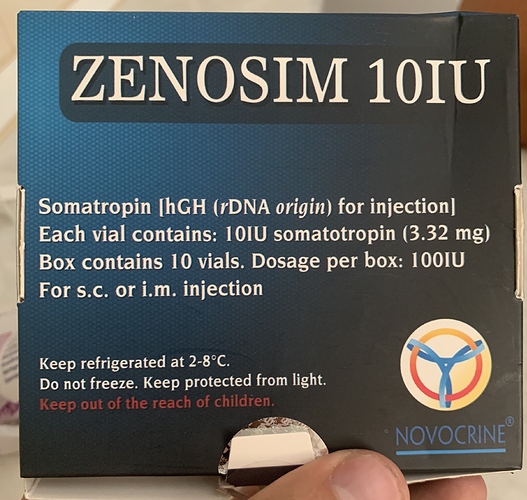 ZENOSIM 10IU
Somatropin [hGH (rDNA origin) for injection]
Each vial contains: 10IU somatotropin (3.32 mg)
Box contains 10 vials. Dosage per box: 100IU
For s.c. or i.m. injection
Keep refrigerated at 2-8°C.
Do not freeze. Keep protected from light.
Keep out of the reach of children.
NOVOCRINE®